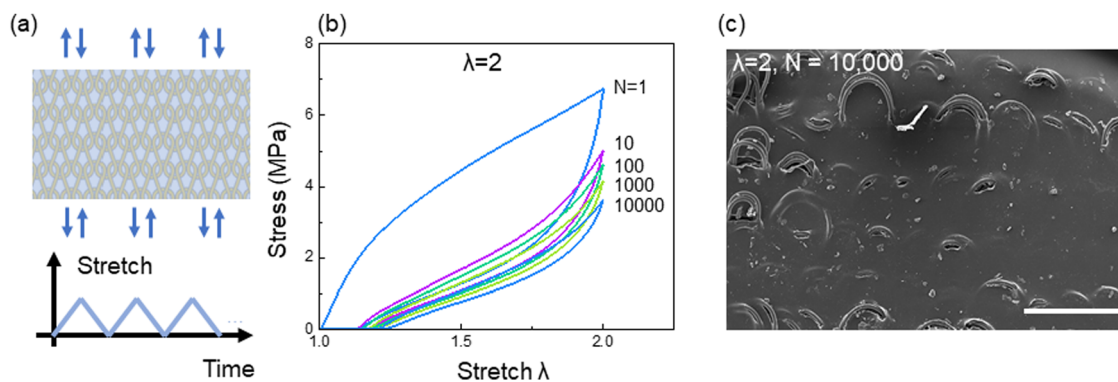 (a)
Stretch
...
Time
(b)
λ=2
Stress (MPa)
8
6
4
2
0
N=1
10
100
1000
10000
1.0
1.5
2.0
Stretch λ
(c)
λ=2, N = 10,000